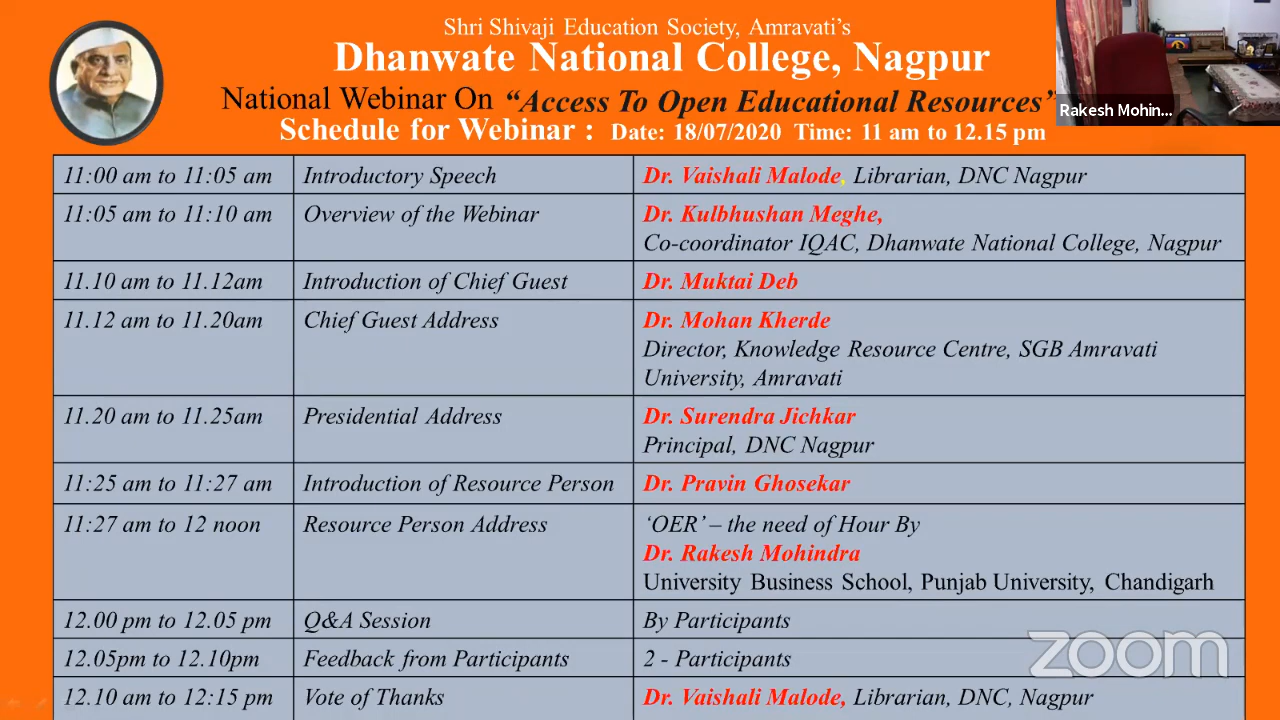 Shri Shivaji Education Society, Amravati's
Dhanwate National College, Nagpur
National Webinar On “Access To Open Educational Resources”
Schedule for Webinar : Date: 18/07/2020 Time: 11 am to 12.15 pm
Rakesh Mohin...
11:00 am to 11:05 am Introductory Speech Dr. Vaishali Malode, Librarian, DNC Nagpur
11:05 am to 11:10 am Overview of the Webinar Dr. Kulbhushan Meghe,
Co-coordinator IQAC, Dhanwate National College, Nagpur
11.10 am to 11.12am Introduction of Chief Guest Dr. Muktai Deb
11.12 am to 11.20am Chief Guest Address Dr. Mohan Kherde
Director, Knowledge Resource Centre, SGB Amravati
University, Amravati
11.20 am to 11.25am Presidential Address Dr. Surendra Jichkar
Principal, DNC Nagpur
11:25 am to 11:27 am Introduction of Resource Person Dr. Pravin Ghosekar
11:27 am to 12 noon Resource Person Address ‘OER’ – the need of Hour By
Dr. Rakesh Mohindra
University Business School, Punjab University, Chandigarh
12.00 pm to 12.05 pm Q&A Session By Participants
12.05pm to 12.10pm Feedback from Participants 2 - Participants
12.10 am to 12:15 pm Vote of Thanks Dr. Vaishali Malode, Librarian, DNC, Nagpur
zoom